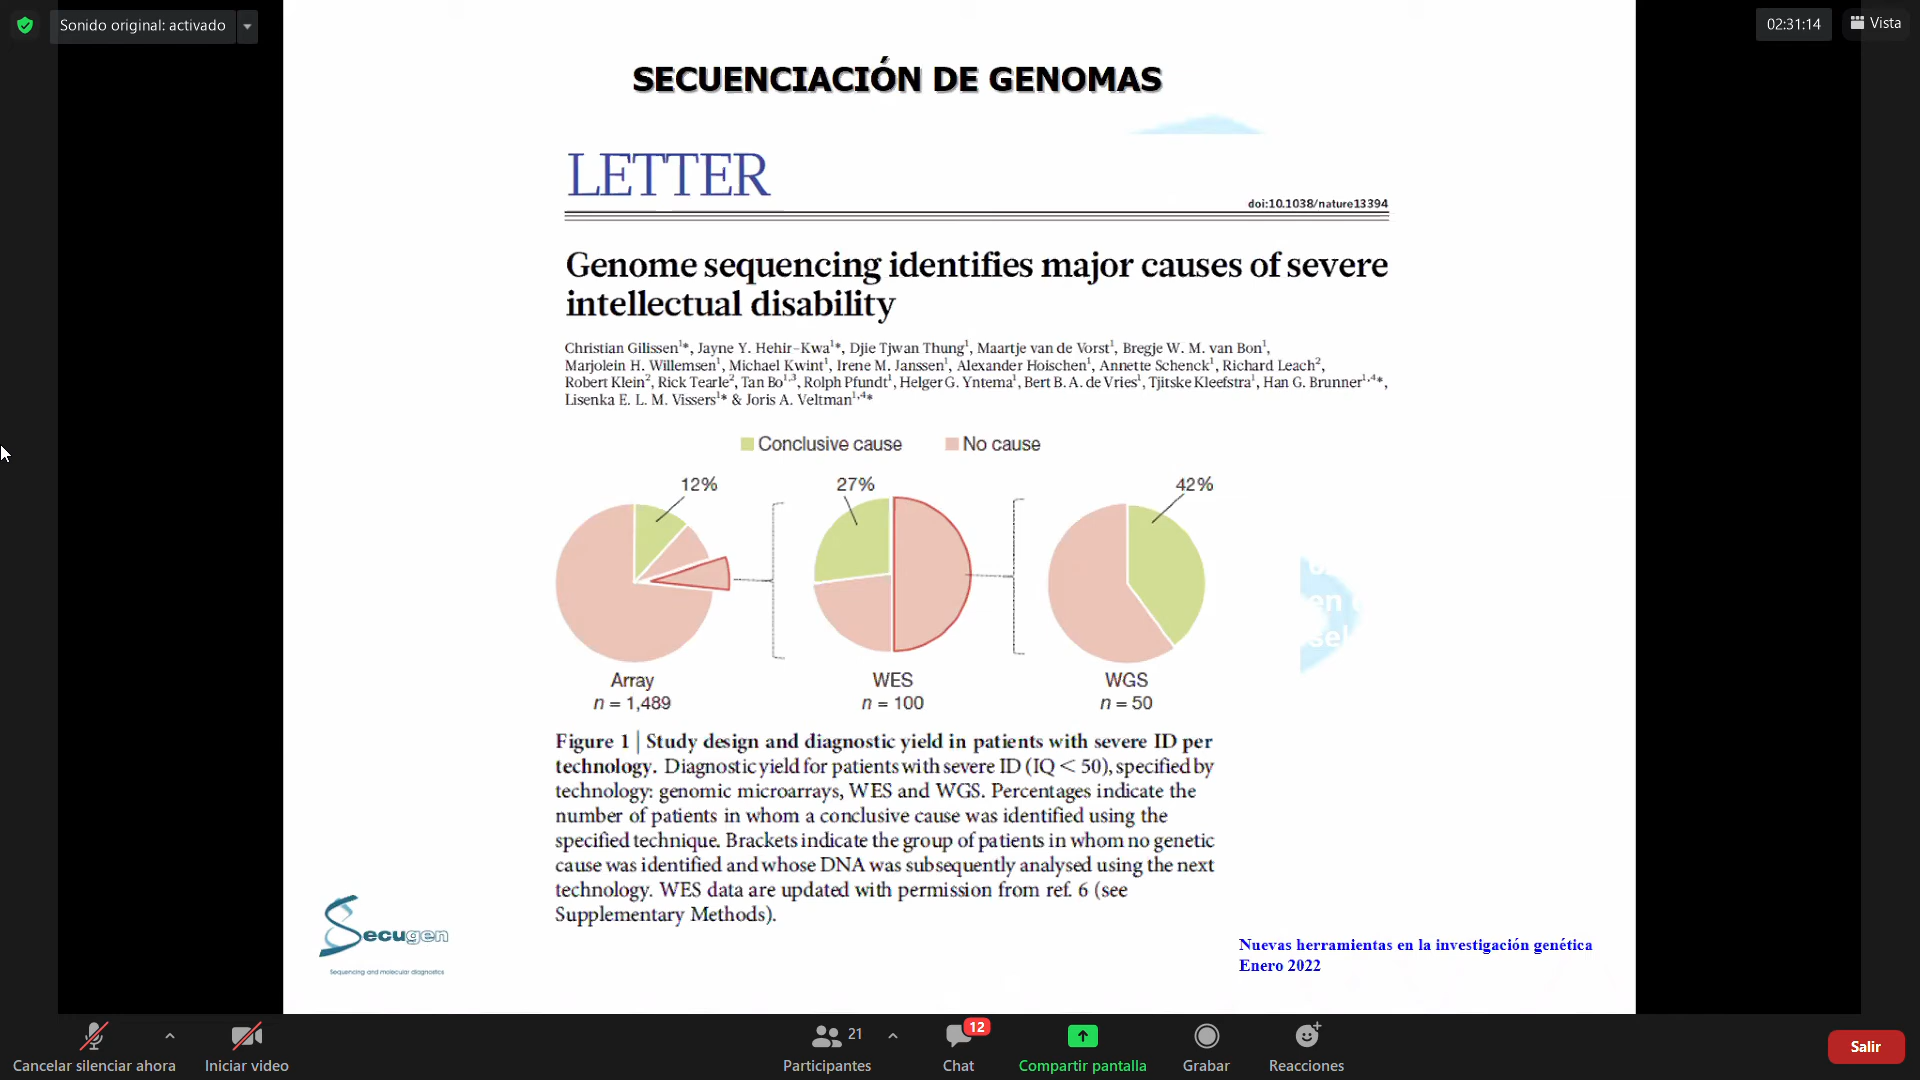 Sonido original: activado
02:31:14
Vista
SECUENCIACIÓN DE GENOMAS
LETTER
doi:10.1038/nature13394
Genome sequencing identifies major causes of severe
intellectual disability
Christian Gilissen¹*, Jayne Y. Hehir-Kwa¹*, Djie Tjwan Thung¹, Maartje van de Vorst¹, Bregje W. M. van Bon¹,
Marjolein H. Willemsen¹, Michael Kwint¹, Irene M. Janssen¹, Alexander Hoischen¹, Annette Schenck¹, Richard Leach²,
Robert Klein², Rick Tearle², Tan Bo¹,³, Rolph Pfundt¹, Helger G. Yntema¹, Bert B. A. de Vries¹, Tjitske Kleefstra¹, Han G. Brunner¹,⁴*,
Lisenka E. L. M. Vissers¹* & Joris A. Veltman¹,⁴*
Conclusive cause No cause
12% 27% 42%
Array WES WGS
n = 1,489 n = 100 n = 50
en
sel
Figure 1 | Study design and diagnostic yield in patients with severe ID per
technology. Diagnostic yield for patients with severe ID (IQ < 50), specified by
technology: genomic microarrays, WES and WGS. Percentages indicate the
number of patients in whom a conclusive cause was identified using the
specified technique. Brackets indicate the group of patients in whom no genetic
cause was identified and whose DNA was subsequently analysed using the next
technology. WES data are updated with permission from ref. 6 (see
Supplementary Methods).
Secugen
Sequencing and molecular diagnostics
Nuevas herramientas en la investigación genética
Enero 2022
Cancelar silenciar ahora
Iniciar video
21
Participantes
12
Chat
Compartir pantalla
Grabar
Reacciones
Salir